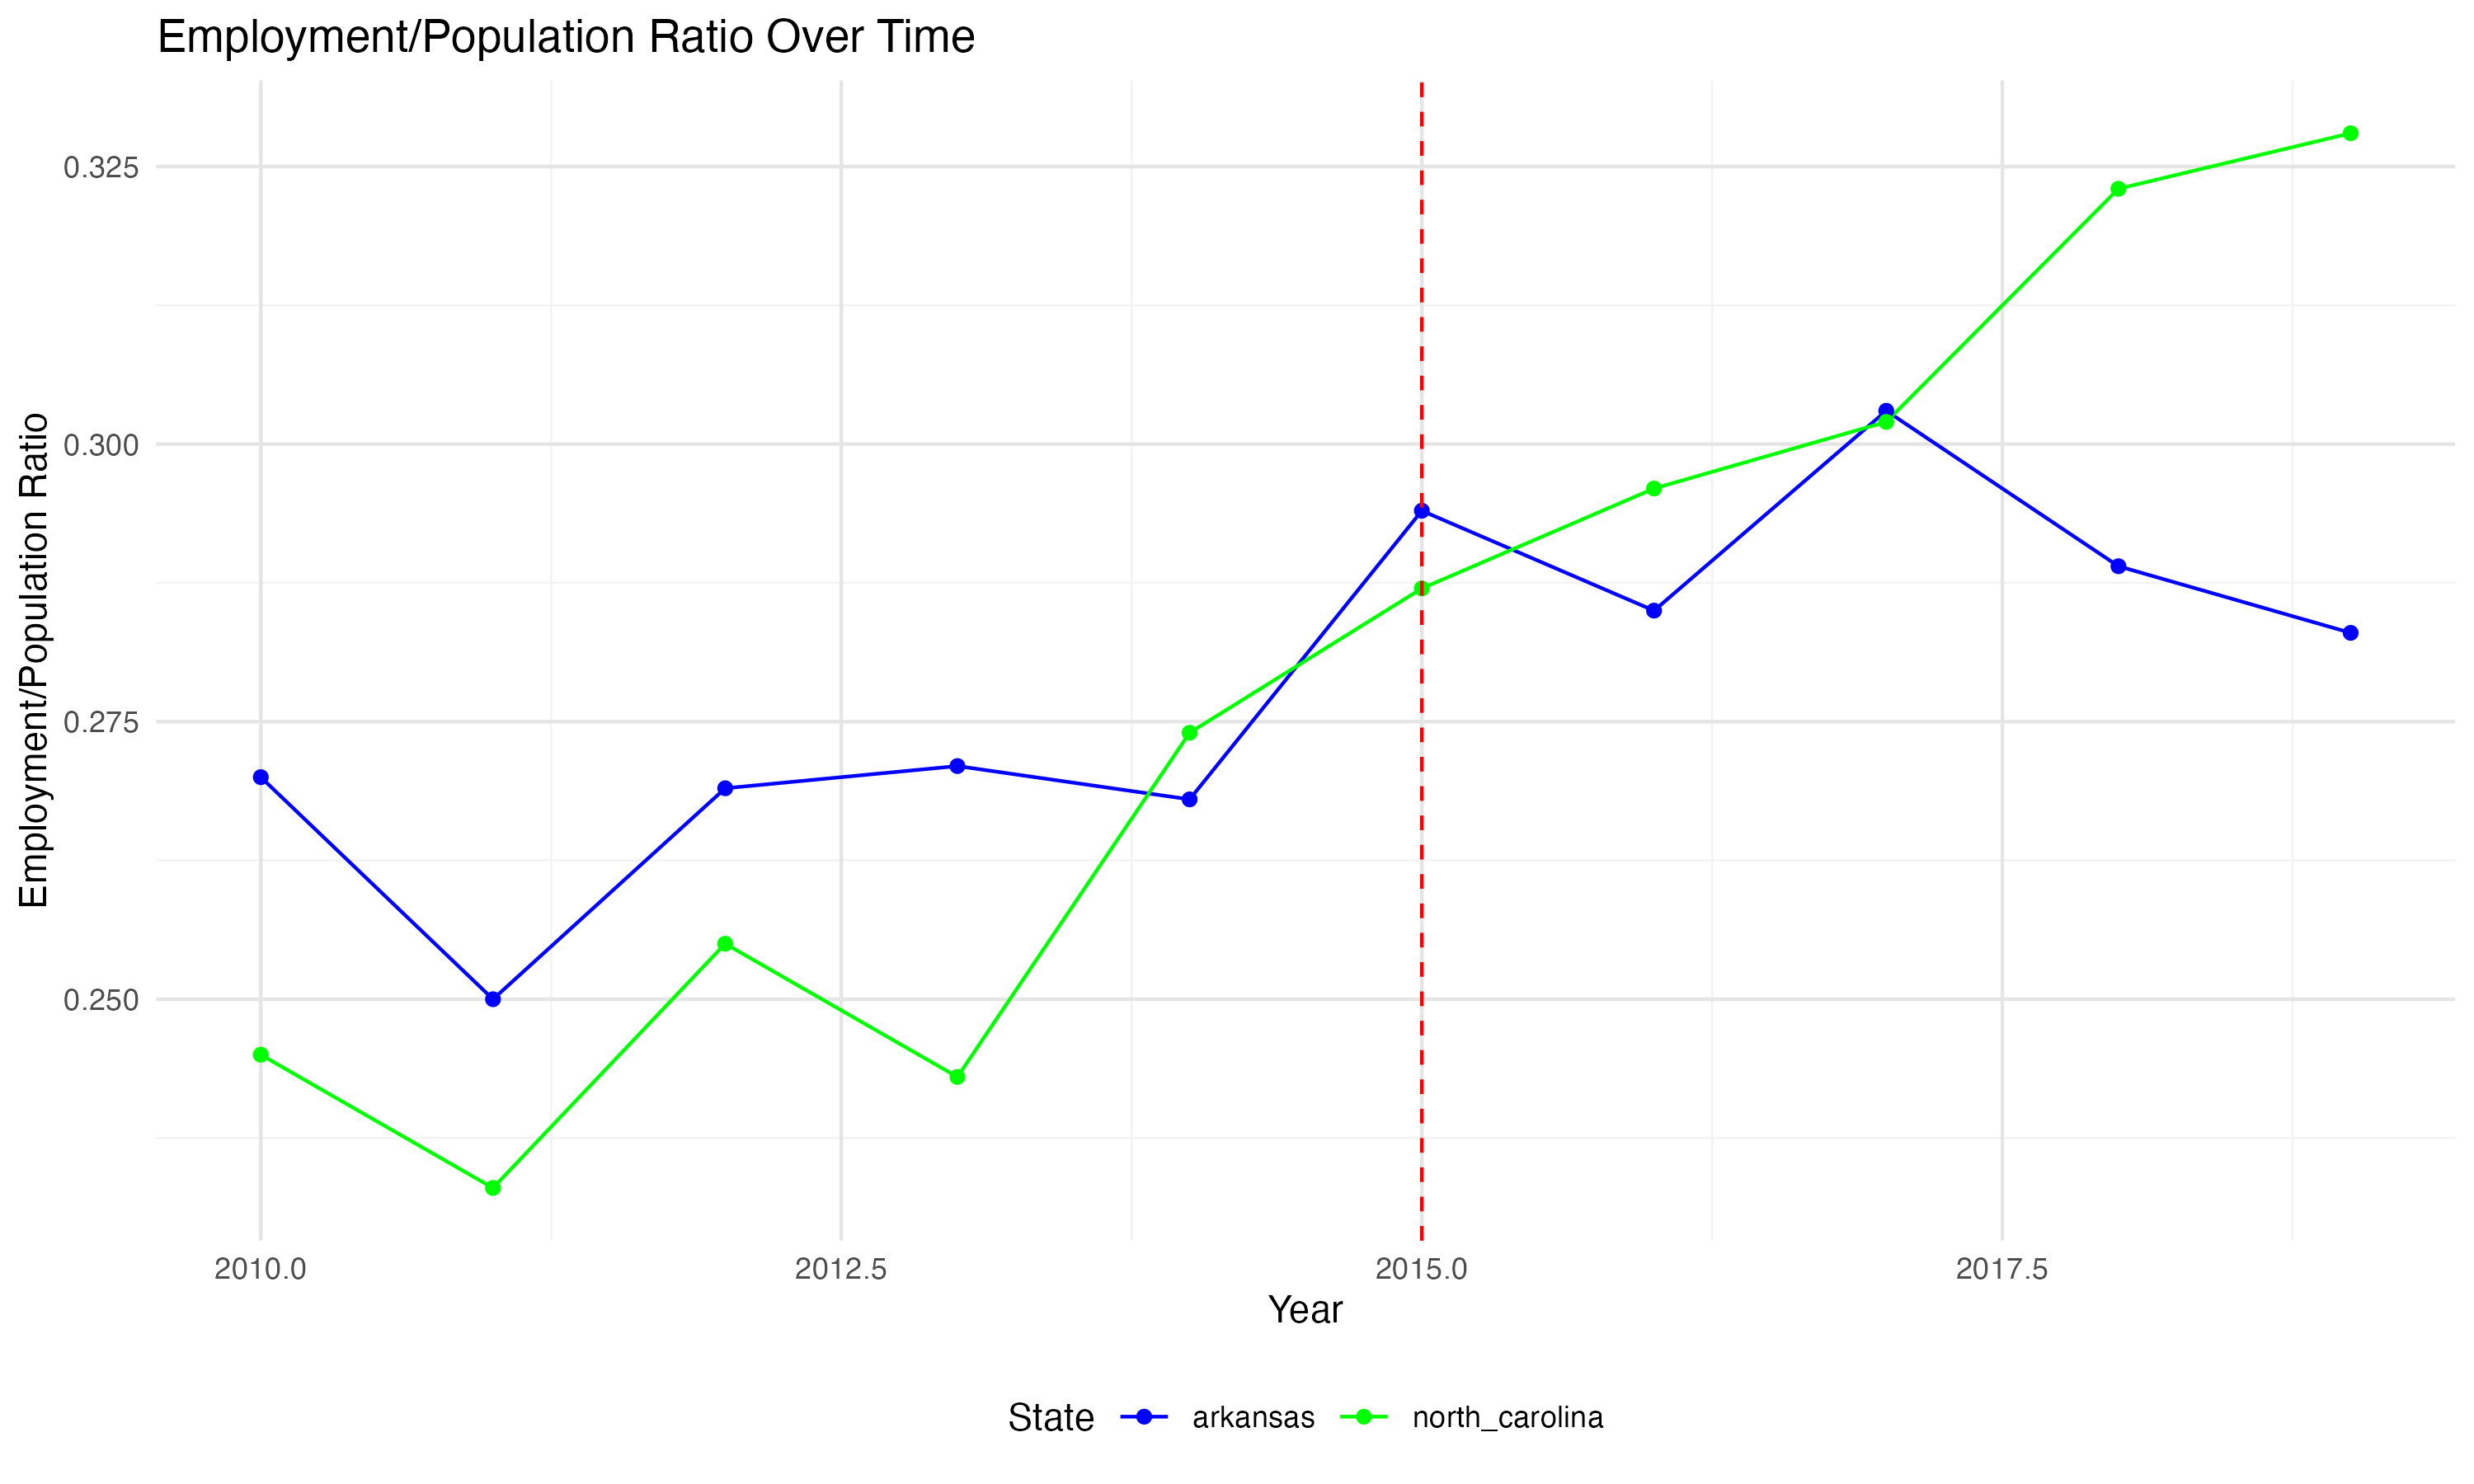 Employment/Population Ratio Over Time
Employment/Population Ratio
0.325
0.300
0.275
0.250
2010.0 2012.5 2015.0 2017.5
Year
State arkansas north_carolina